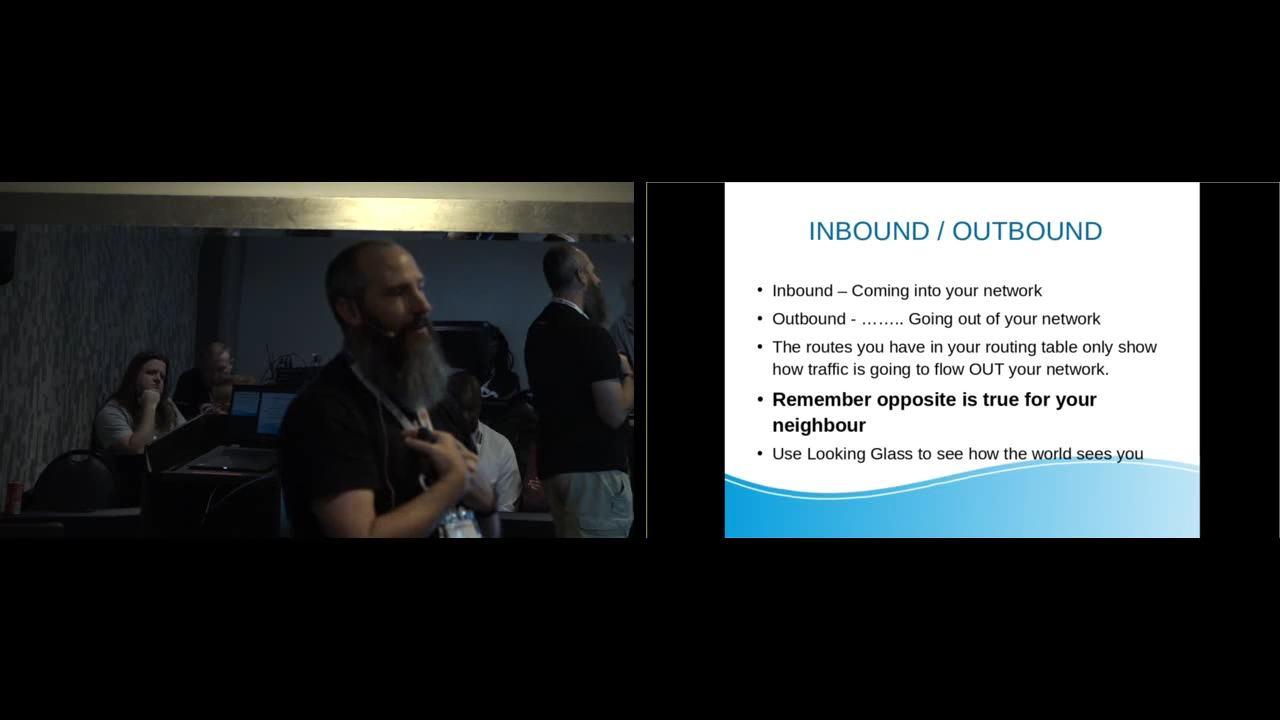 INBOUND / OUTBOUND
• Inbound – Coming into your network
• Outbound - …….. Going out of your network
• The routes you have in your routing table only show
how traffic is going to flow OUT your network.
• Remember opposite is true for your
neighbour
• Use Looking Glass to see how the world sees you